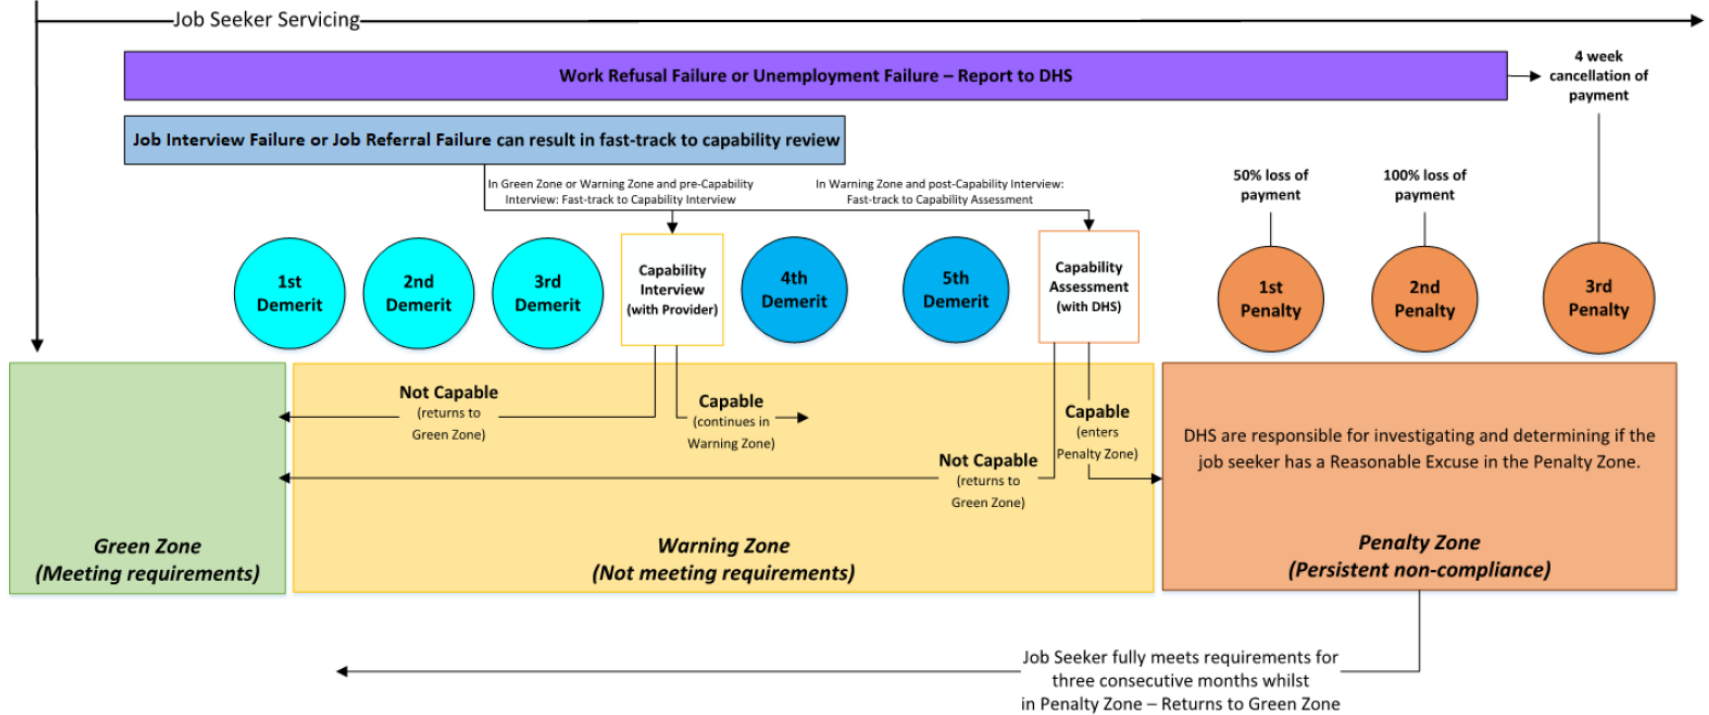 Job Seeker Servicing
Work Refusal Failure or Unemployment Failure – Report to DHS
4 week
cancellation of
payment
Job Interview Failure or Job Referral Failure can result in fast-track to capability review
In Green Zone or Warning Zone and pre-Capability
Interview: Fast-track to Capability Interview
In Warning Zone and post-Capability Interview:
Fast-track to Capability Assessment
50% loss of
payment
100% loss of
payment
1st
Demerit
2nd
Demerit
3rd
Demerit
Capability
Interview
(with Provider)
4th
Demerit
5th
Demerit
Capability
Assessment
(with DHS)
1st
Penalty
2nd
Penalty
3rd
Penalty
Not Capable
(returns to
Green Zone)
Capable
(continues in
Warning Zone)
Not Capable
(returns to
Green Zone)
Capable
(enters
Penalty Zone)
DHS are responsible for investigating and determining if the
job seeker has a Reasonable Excuse in the Penalty Zone.
Green Zone
(Meeting requirements)
Warning Zone
(Not meeting requirements)
Penalty Zone
(Persistent non-compliance)
Job Seeker fully meets requirements for
three consecutive months whilst
in Penalty Zone – Returns to Green Zone